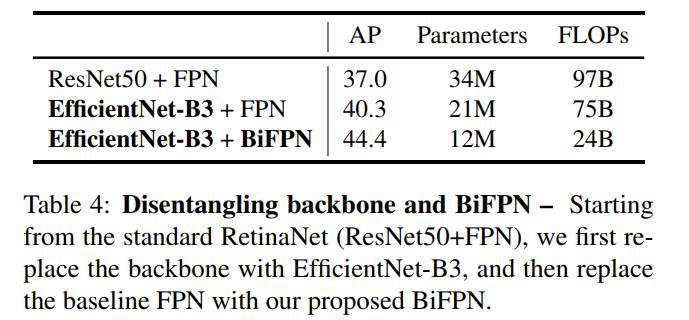 AP Parameters FLOPs
ResNet50 + FPN 37.0 34M 97B
EfficientNet-B3 + FPN 40.3 21M 75B
EfficientNet-B3 + BiFPN 44.4 12M 24B
Table 4: Disentangling backbone and BiFPN – Starting
from the standard RetinaNet (ResNet50+FPN), we first re-
place the backbone with EfficientNet-B3, and then replace
the baseline FPN with our proposed BiFPN.